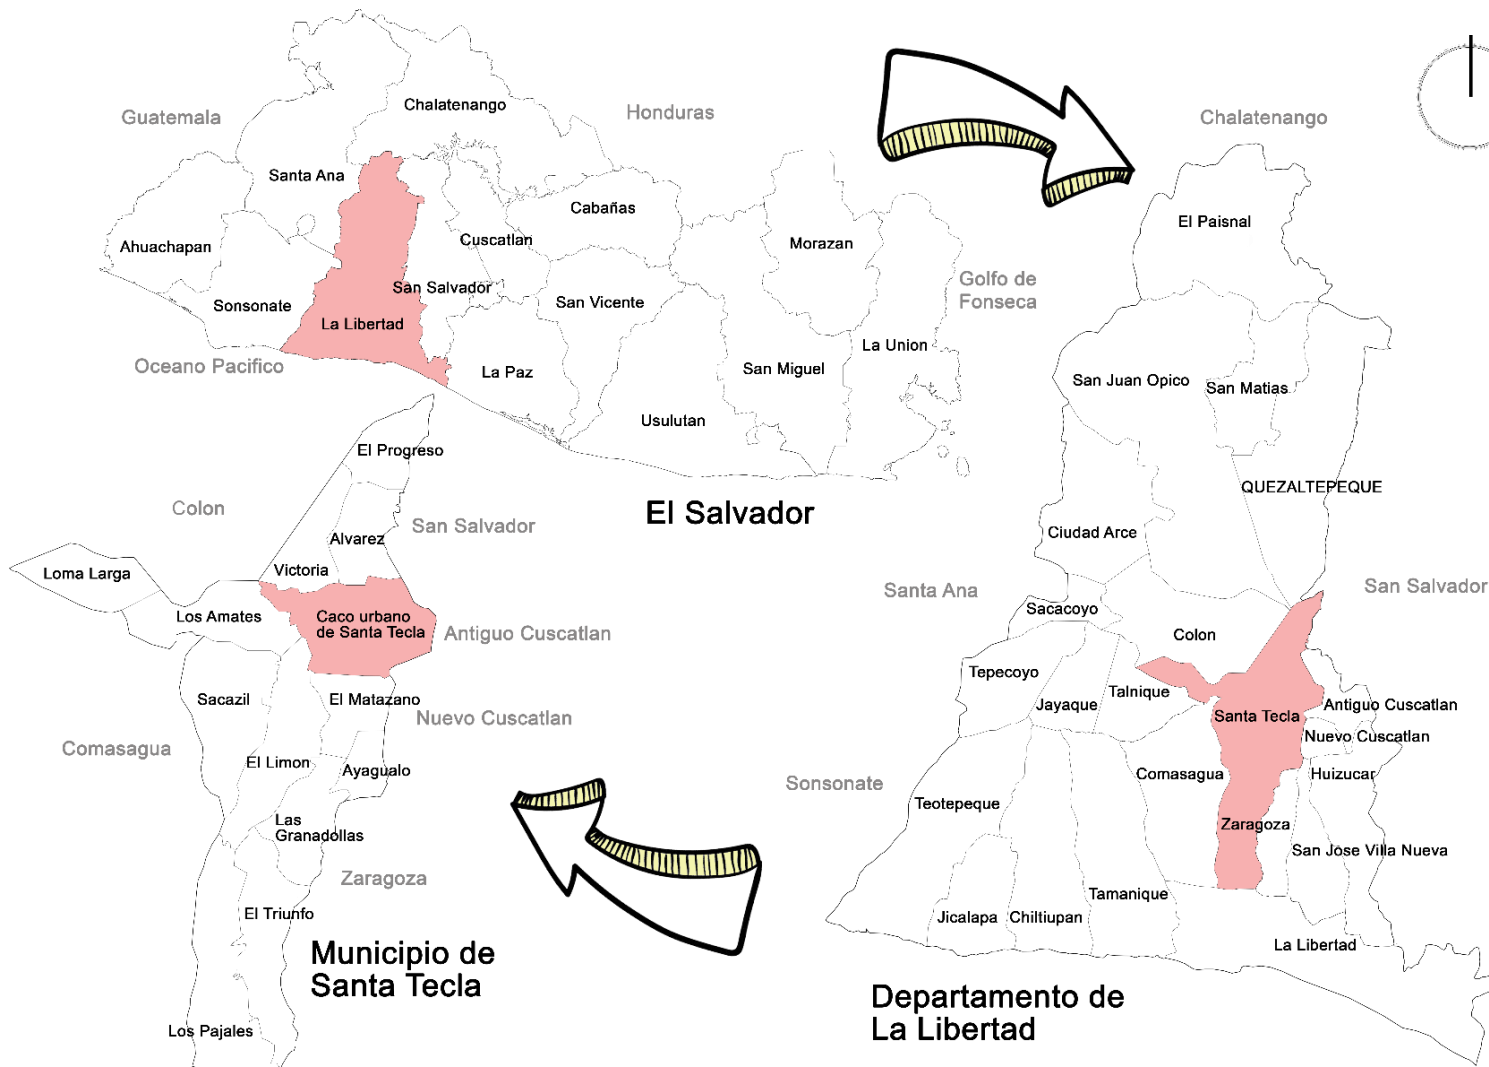 Guatemala
Chalatenango
Honduras
Santa Ana
Cabañas
Ahuachapan
Cuscatlan
Morazan
Golfo de
Fonseca
San Salvador
Sonsonate
San Vicente
La Libertad
La Union
Oceano Pacifico
La Paz
San Miguel
Usulutan
El Salvador
Chalatenango
El Paisnal
San Juan Opico
San Matias
QUEZALTEPEQUE
Ciudad Arce
Santa Ana
San Salvador
Sacacoyo
Colon
Tepecoyo
Talnique
Jayaque
Antiguo Cuscatlan
Santa Tecla
Nuevo Cuscatlan
Comasagua
Huizucar
Sonsonate
Teotepeque
Zaragoza
San Jose Villa Nueva
Tamanique
Jicalapa
Chiltiupan
La Libertad
Departamento de
La Libertad
El Progreso
Colon
San Salvador
Alvarez
Victoria
Loma Larga
Los Amates
Caco urbano
de Santa Tecla
Antiguo Cuscatlan
Sacazil
El Matazano
Nuevo Cuscatlan
Comasagua
El Limon
Ayagualo
Las
Granadollas
Zaragoza
El Triunfo
Municipio de
Santa Tecla
Los Pajales